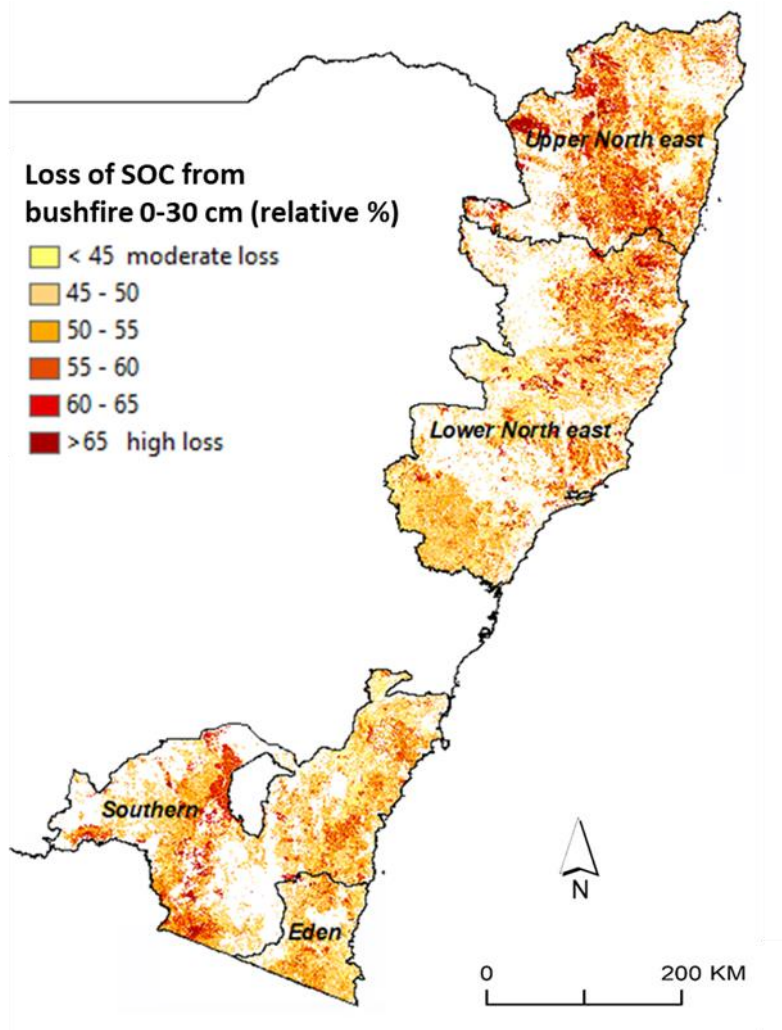 Upper North east
Loss of SOC from
bushfire 0-30 cm (relative %)
< 45 moderate loss
45 - 50
50 - 55
55 - 60
60 - 65
>65 high loss
Lower North east
Southern
Eden
N
0 200 KM